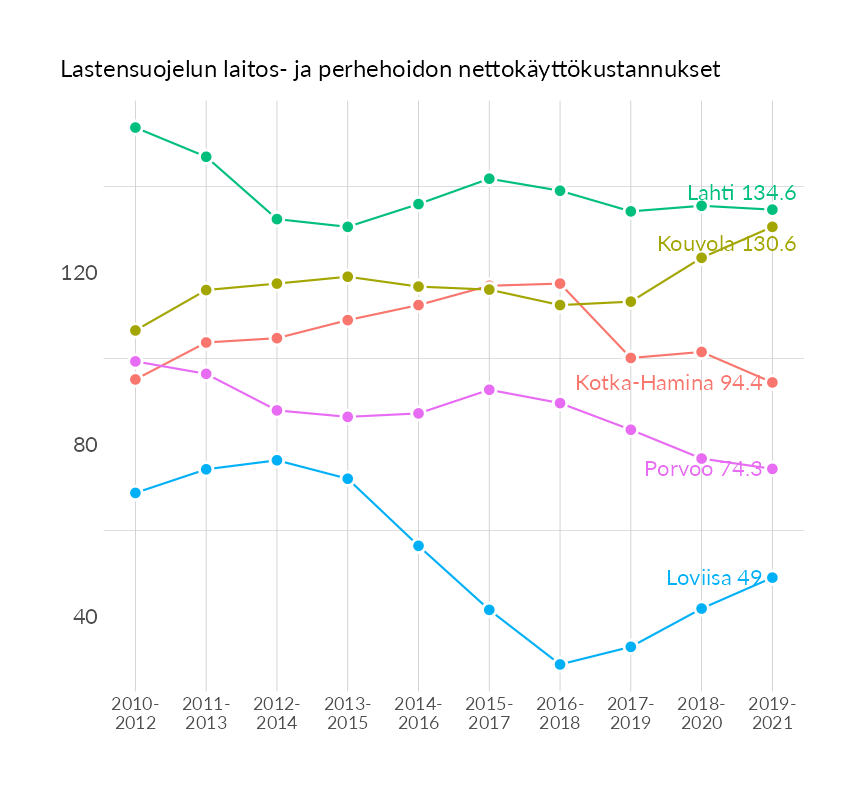 Lastensuojelun laitos- ja perhehoidon nettokäyttökustannukset
Lahti 134.6
Kouvola 130.6
120
Kotka-Hamina 94.4
80
Porvoo 74.3
Loviisa 49
40
2010- 2011- 2012- 2013- 2014- 2015- 2016- 2017- 2018- 2019-
2012 2013 2014 2015 2016 2017 2018 2019 2020 2021